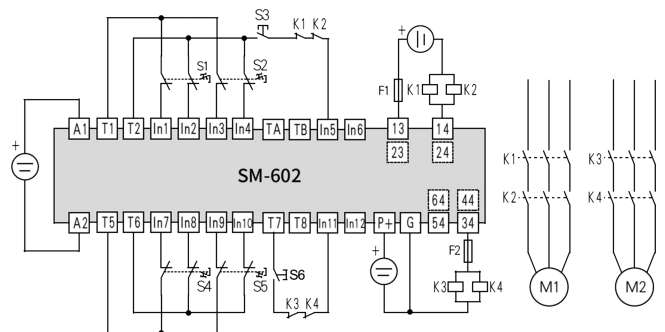 S3 K1 K2
S1 S2
F1 K1 K2
A1 T1 T2 In1 In2 In3 In4 TA TB In5 In6 13 14
23 24
SM-602
64 44
A2 T5 T6 In7 In8 In9 In10 T7 T8 In11 In12 P+ G 54 34
S4 S5 S6
K3 K4
F2
K3 K4
K1 K3
K2 K4
M1 M2
+
+
+